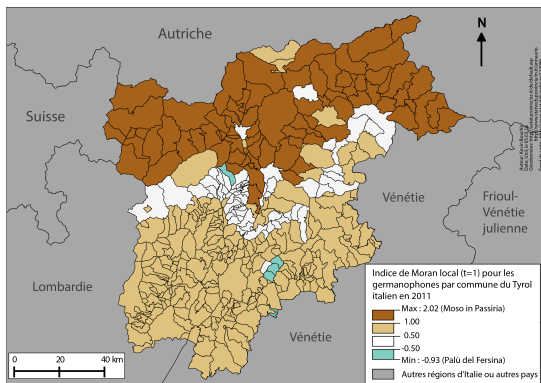 Autriche
N
Suisse
Vénétie
Frioul-
Vénétie
julienne
Lombardie
Vénétie
Indice de Moran local (t=1) pour les
germanophones par commune du Tyrol
italien en 2011
Max : 2.02 (Moso in Passiria)
1.00
0.50
-0.50
Min : -0.93 (Palù del Fersina)
Autres régions d'Italie ou autres pays
0 20 40 km